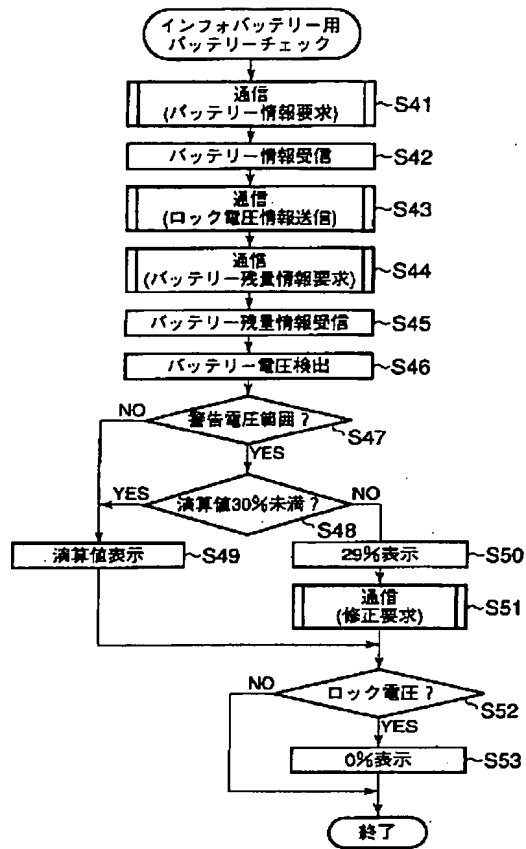 インフォバッテリー用
バッテリーチェック
通信
(バッテリー情報要求)
S41
バッテリー情報受信
S42
通信
(ロック電圧情報送信)
S43
通信
(バッテリー残量情報要求)
S44
バッテリー残量情報受信
S45
バッテリー電圧検出
S46
NO
警告電圧範囲?
S47
YES
YES
演算値30%未満?
NO
S48
演算値表示
S49
29%表示
S50
通信
(修正要求)
S51
NO
ロック電圧?
S52
YES
0%表示
S53
終了